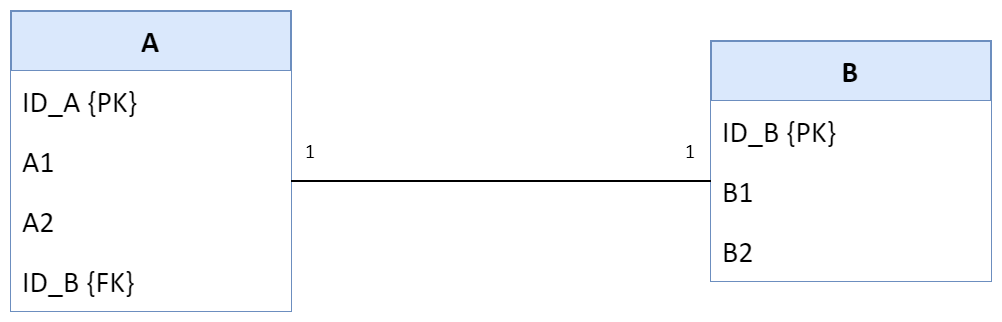 A
ID_A {PK}
A1
A2
ID_B {FK}
1
1
B
ID_B {PK}
B1
B2